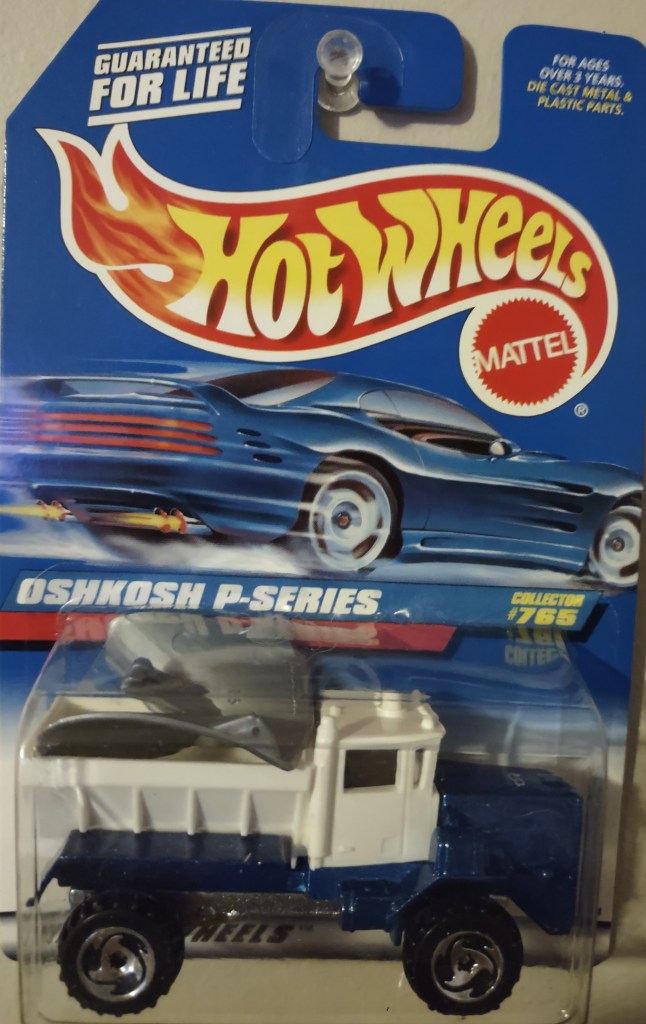 GUARANTEED
FOR LIFE
FOR AGES
OVER 3 YEARS.
DIE CAST METAL &
PLASTIC PARTS.
HOT WHEELS
MATTEL
®
OSHKOSH P-SERIES
COLLECTOR
#765
WHEELS™